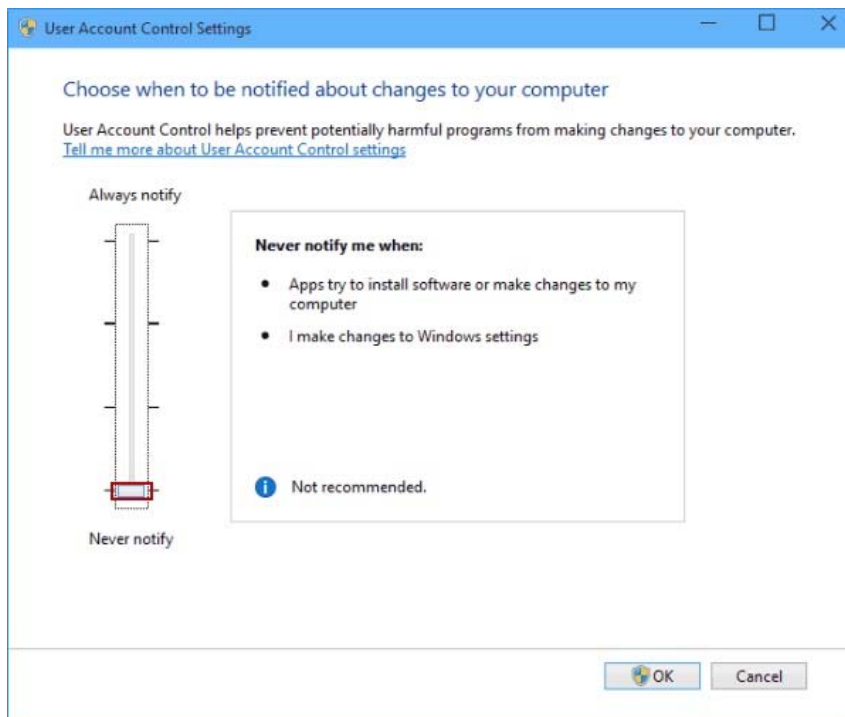 User Account Control Settings
Choose when to be notified about changes to your computer
User Account Control helps prevent potentially harmful programs from making changes to your computer.
Tell me more about User Account Control settings
Always notify
Never notify me when:
Apps try to install software or make changes to my
computer
I make changes to Windows settings
Not recommended.
Never notify
OK
Cancel